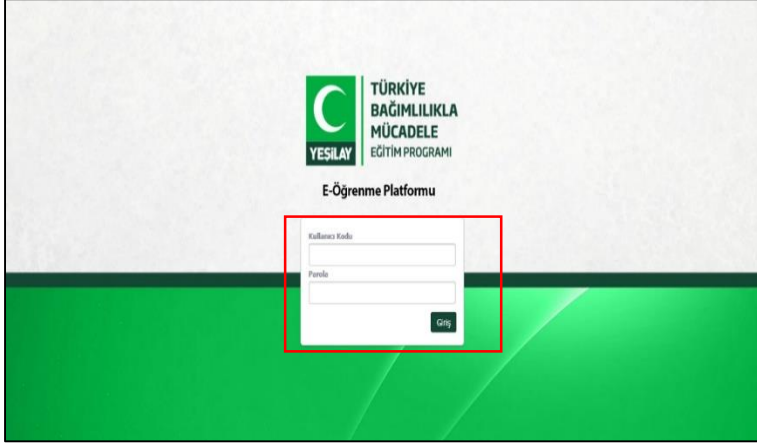 TÜRKİYE
BAĞIMLILIKLA
MÜCADELE
EĞİTİM PROGRAMI
YEŞİLAY
E-Öğrenme Platformu
Kullanıcı Kodu
Parola
Giriş